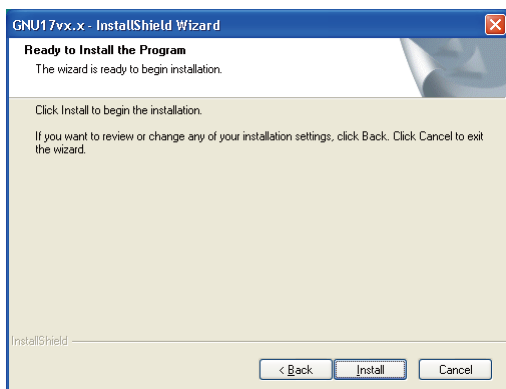 GNU17vx.x - InstallShield Wizard
Ready to Install the Program
The wizard is ready to begin installation.
Click Install to begin the installation.
If you want to review or change any of your installation settings, click Back. Click Cancel to exit
the wizard.
InstallShield
< Back Install Cancel